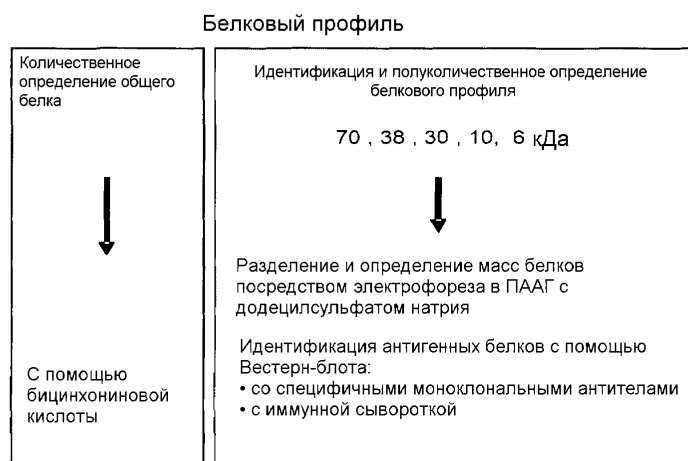 Белковый профиль
Количественное
определение общего
белка
Идентификация и полуколичественное определение
белкового профиля
70 , 38 , 30 , 10, 6 кДа
Разделение и определение масс белков
посредством электрофореза в ПААГ с
додецилсульфатом натрия
Идентификация антигенных белков с помощью
Вестерн-блота:
• со специфичными моноклональными антителами
• с иммунной сывороткой
С помощью
бицинхониновой
кислоты